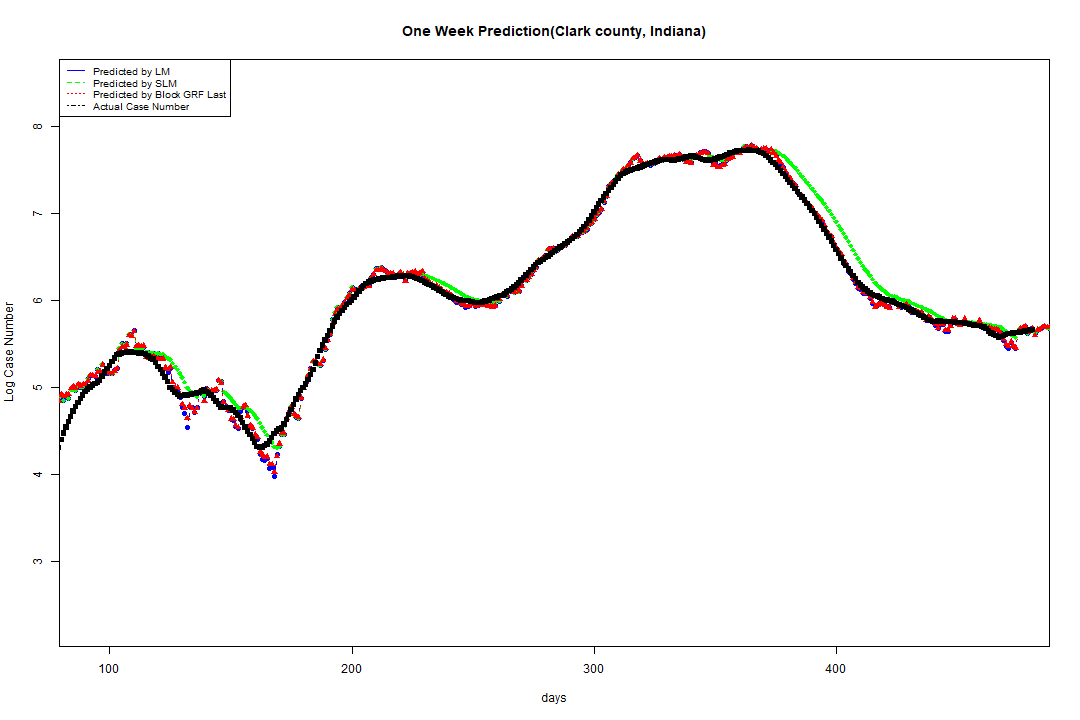 One Week Prediction(Clark county, Indiana)
Predicted by LM
Predicted by SLM
Predicted by Block GRF Last
Actual Case Number
Log Case Number
8
7
6
5
4
3
100 200 300 400
days